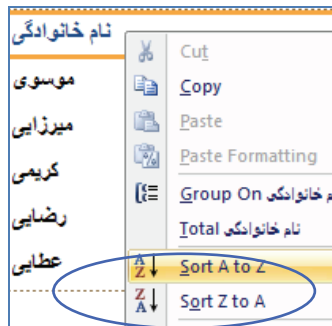 نام خانوادگی
موسوی
میرزایی
کریمی
رضایی
عطایی
Cut
Copy
Paste
Paste Formatting
Group On نام خانوادگی
Total نام خانوادگی
Sort A to Z
Sort Z to A